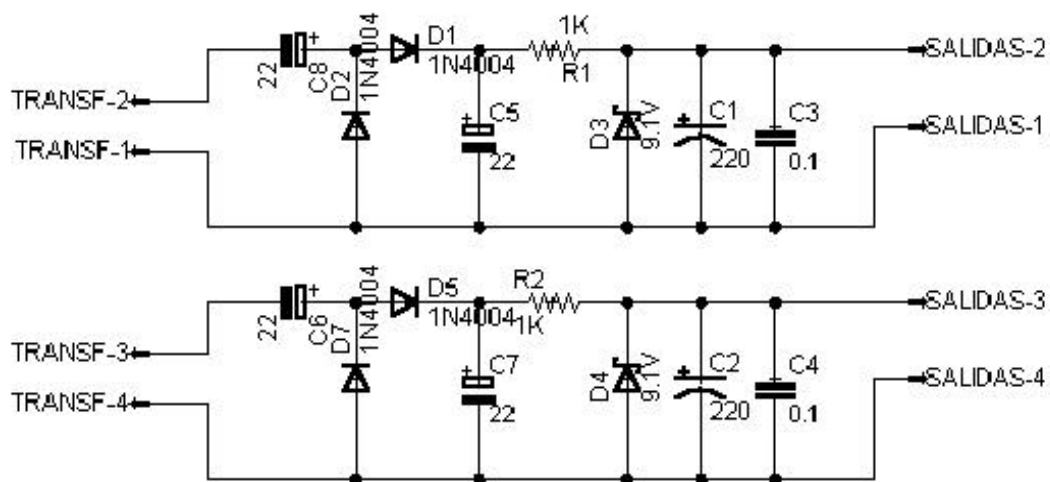 1K
D1
1N4004
R1
SALIDAS-2
22
C8
D2
1N4004
TRANSF-2
C5
22
D3
9.1V
C1
220
C3
0.1
SALIDAS-1
TRANSF-1
D5
1N4004
R2
1K
SALIDAS-3
22
C6
D7
1N4004
TRANSF-3
C7
22
D4
9.1V
C2
220
C4
0.1
SALIDAS-4
TRANSF-4